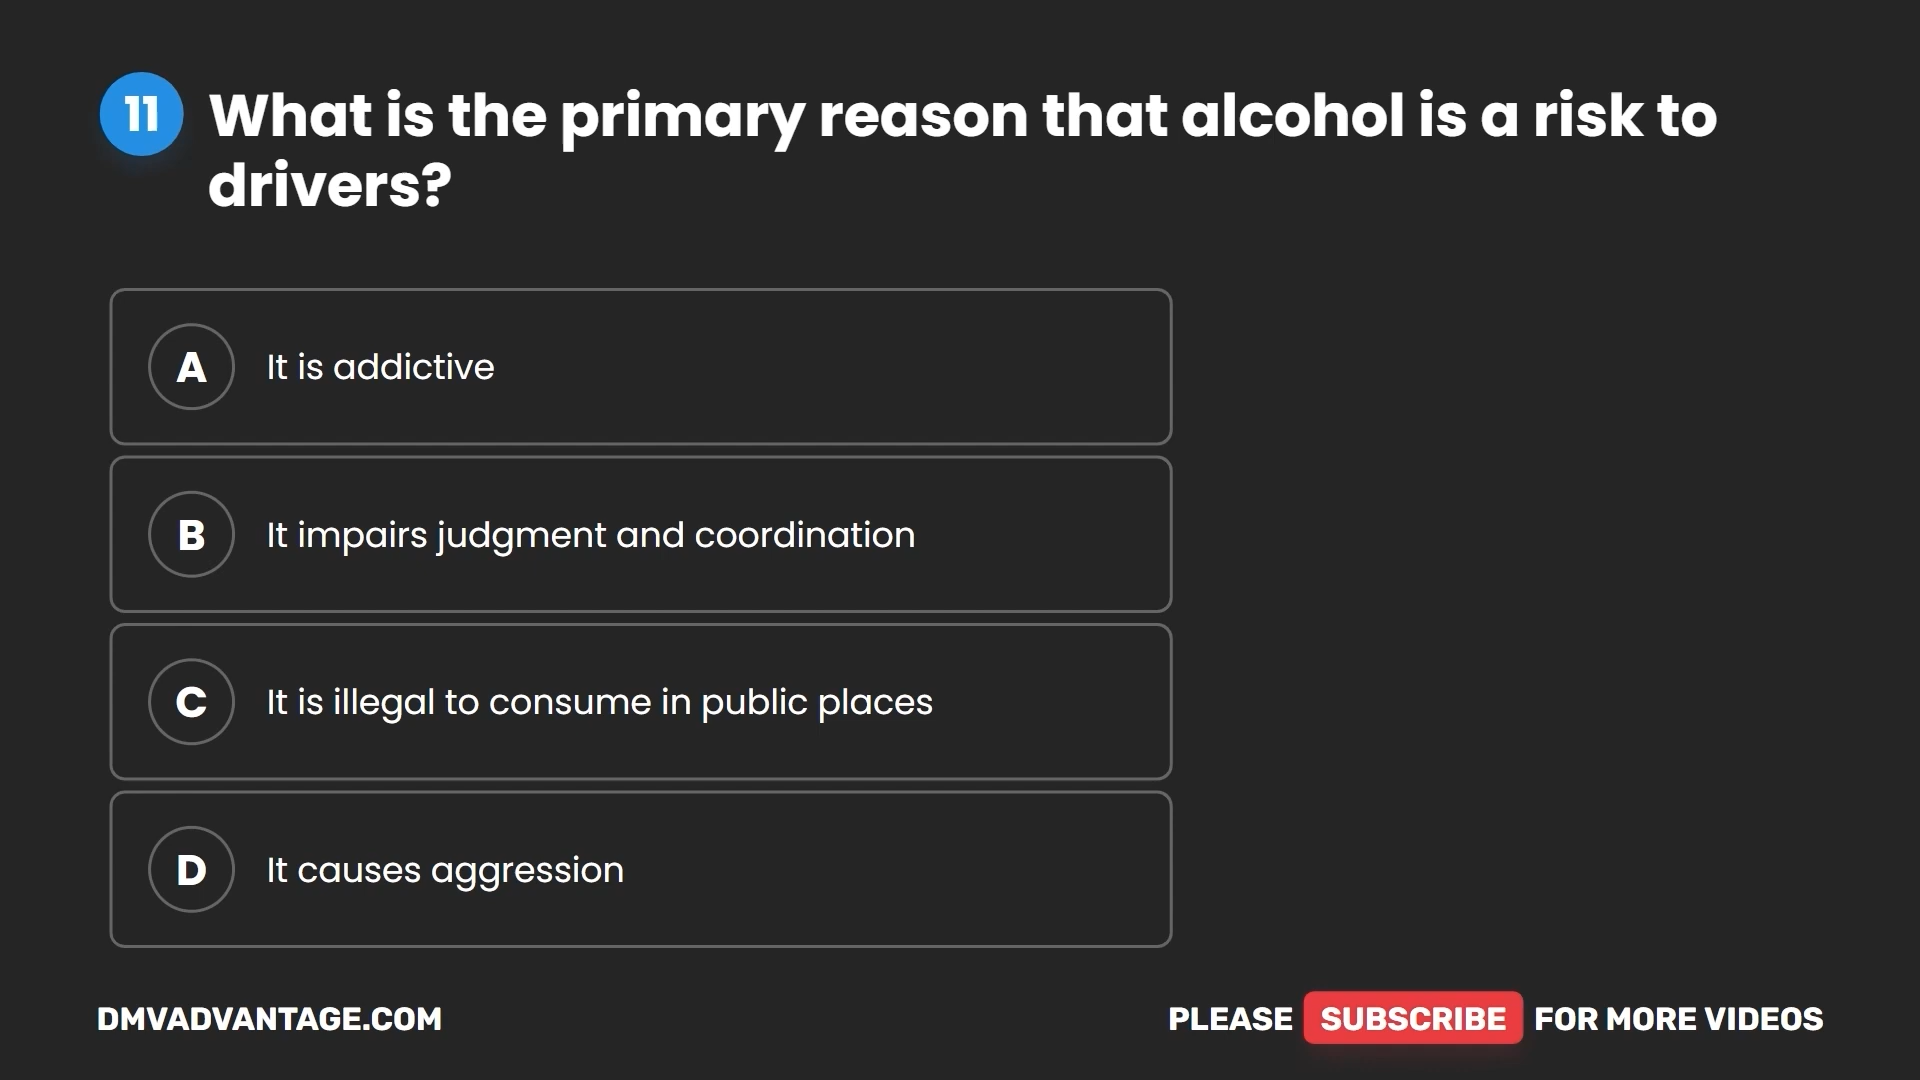 11
What is the primary reason that alcohol is a risk to
drivers?
A
It is addictive
B
It impairs judgment and coordination
C
It is illegal to consume in public places
D
It causes aggression
DMVADVANTAGE.COM
PLEASE SUBSCRIBE FOR MORE VIDEOS